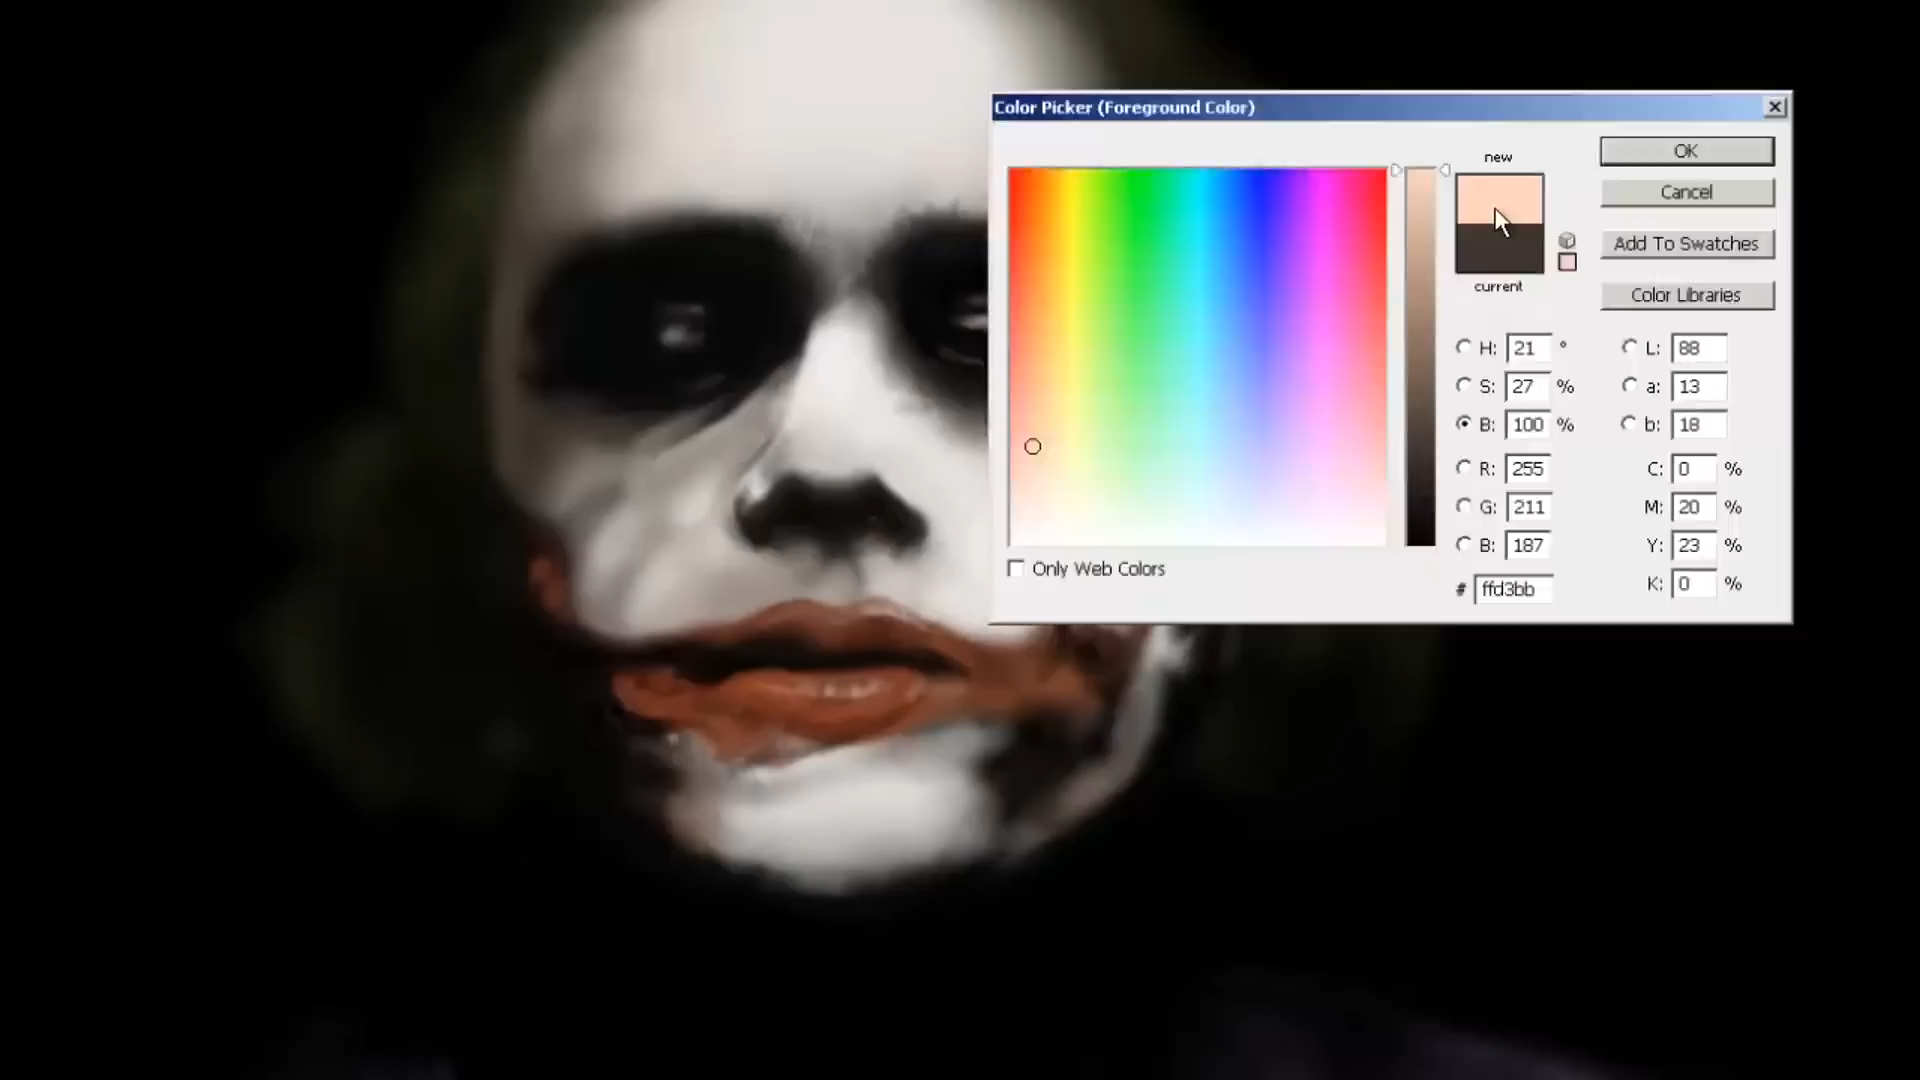 Color Picker (Foreground Color)
new
OK
Cancel
Add To Swatches
current
Color Libraries
H: 21 °
L: 88
S: 27 %
a: 13
B: 100 %
b: 18
R: 255
C: 0 %
G: 211
M: 20 %
B: 187
Y: 23 %
Only Web Colors
# ffd3bb
K: 0 %